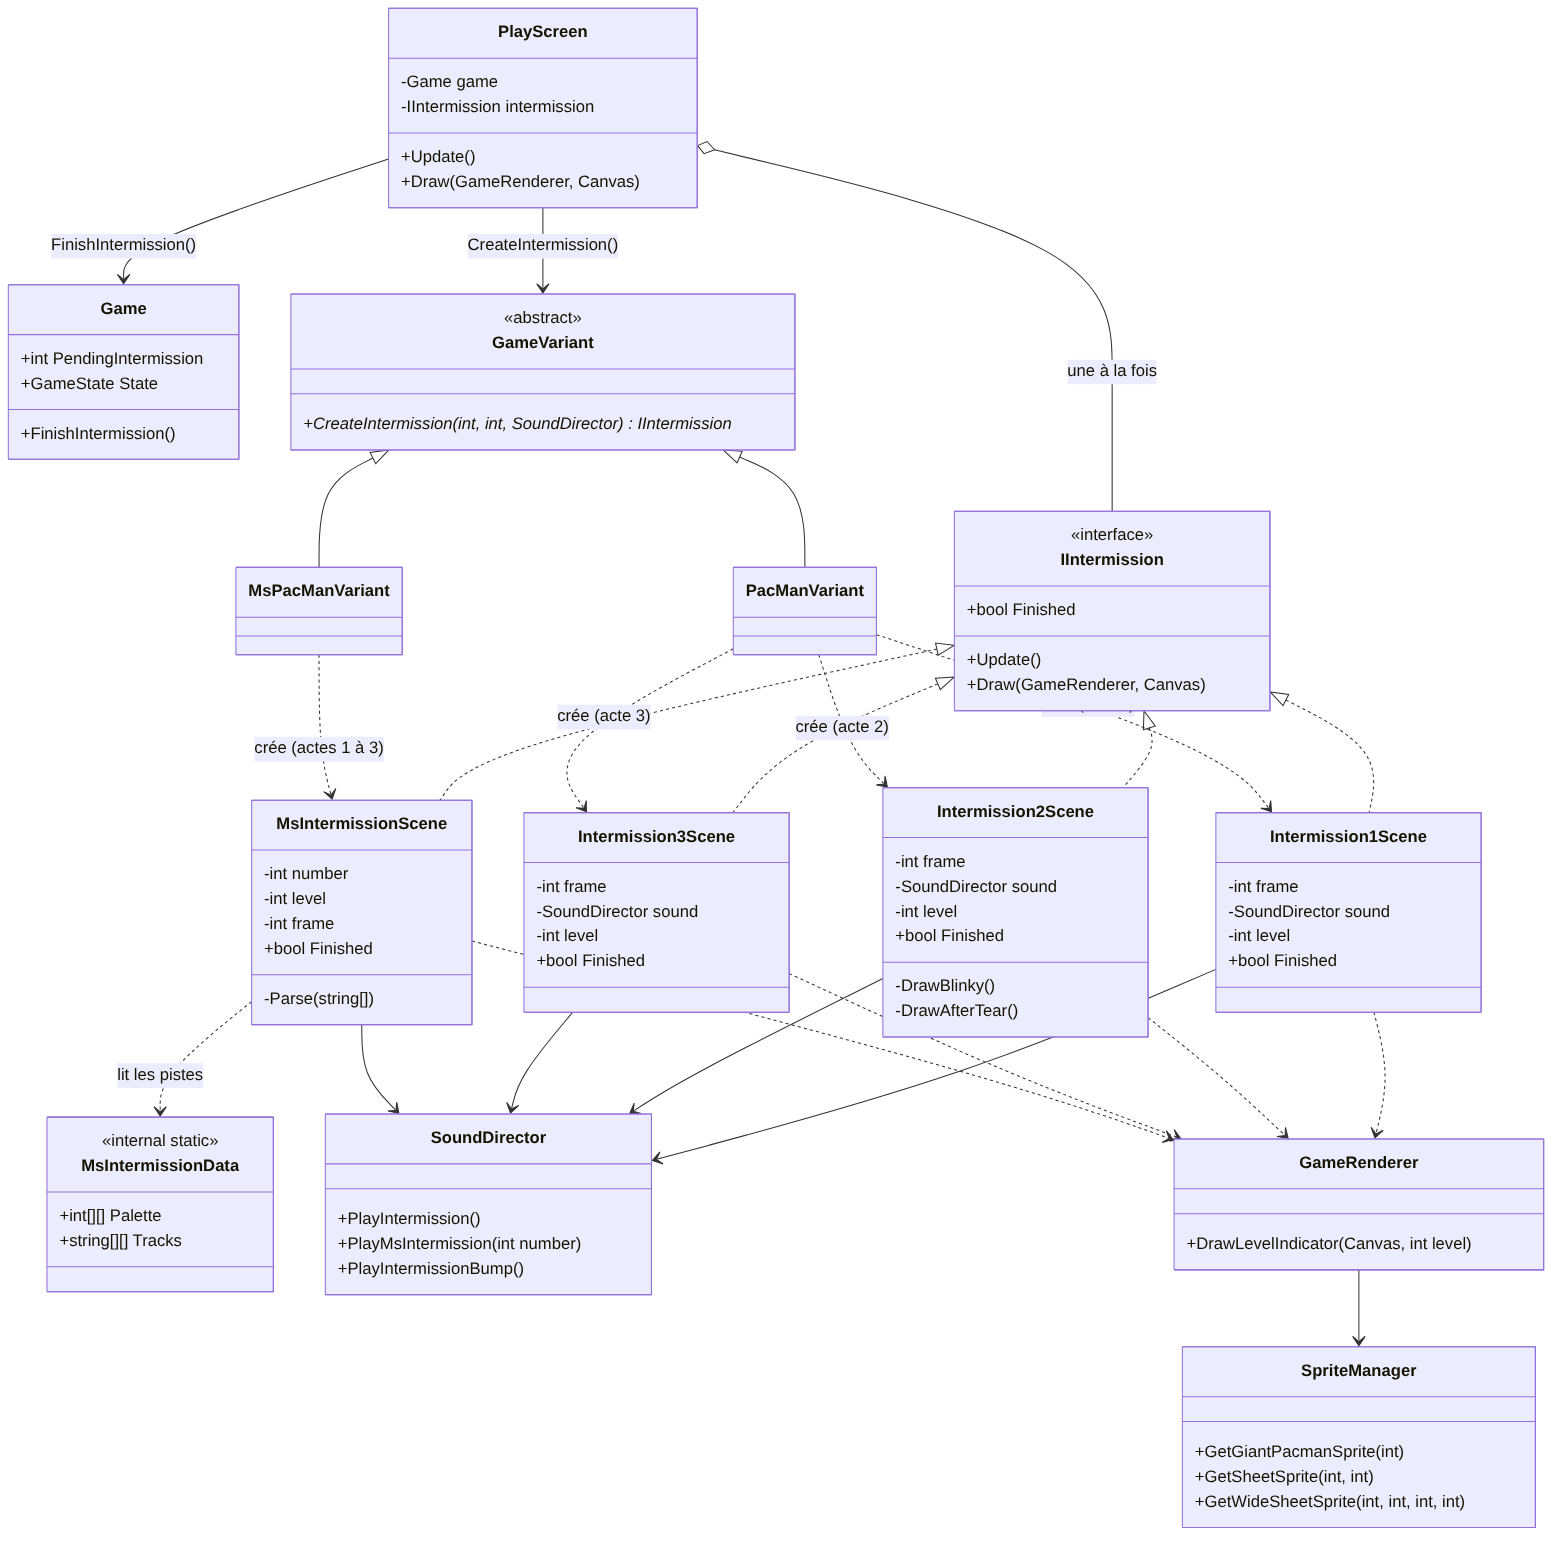 PlayScreen
-Game game
-IIntermission intermission
+Update()
+Draw(GameRenderer, Canvas)
FinishIntermission()
CreateIntermission()
Game
+int PendingIntermission
+GameState State
+FinishIntermission()
«abstract»
GameVariant
+CreateIntermission(int, int, SoundDirector) : IIntermission
une à la fois
MsPacManVariant
PacManVariant
«interface»
IIntermission
+bool Finished
+Update()
+Draw(GameRenderer, Canvas)
crée (actes 1 à 3)
crée (acte 3)
crée (acte 2)
MsIntermissionScene
-int number
-int level
-int frame
+bool Finished
-Parse(string[])
Intermission3Scene
-int frame
-SoundDirector sound
-int level
+bool Finished
Intermission2Scene
-int frame
-SoundDirector sound
-int level
+bool Finished
-DrawBlinky()
-DrawAfterTear()
Intermission1Scene
-int frame
-SoundDirector sound
-int level
+bool Finished
lit les pistes
«internal static»
MsIntermissionData
+int[][] Palette
+string[][] Tracks
SoundDirector
+PlayIntermission()
+PlayMsIntermission(int number)
+PlayIntermissionBump()
GameRenderer
+DrawLevelIndicator(Canvas, int level)
SpriteManager
+GetGiantPacmanSprite(int)
+GetSheetSprite(int, int)
+GetWideSheetSprite(int, int, int, int)